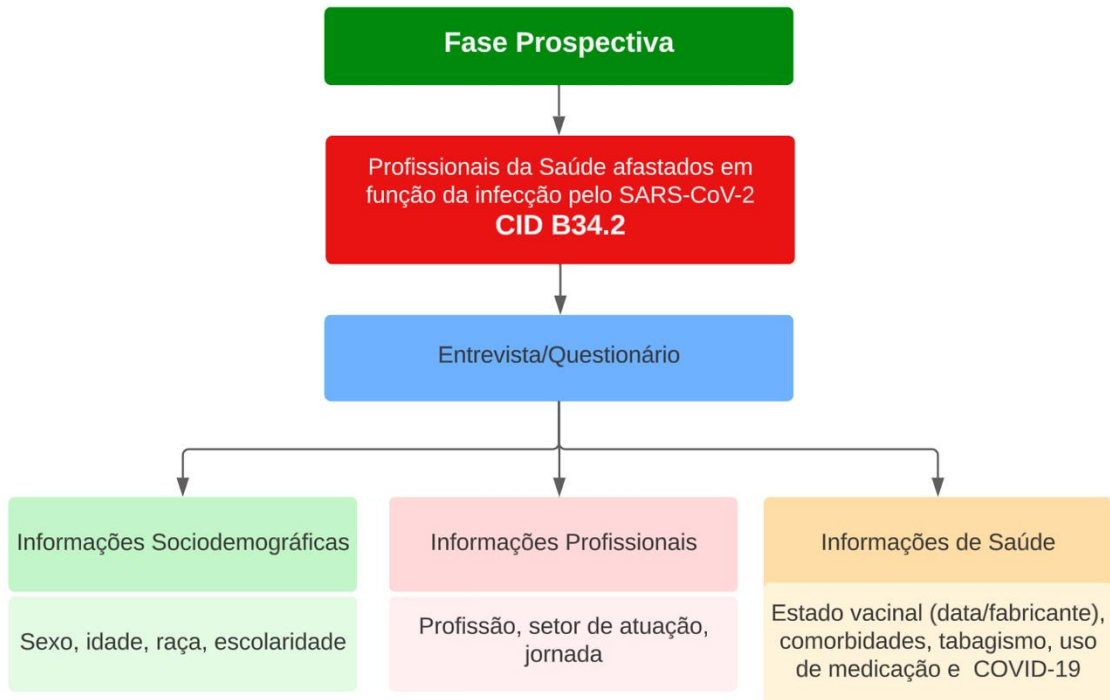 Fase Prospectiva
Profissionais da Saúde afastados em
função da infecção pelo SARS-CoV-2
CID B34.2
Entrevista/Questionário
Informações Sociodemográficas
Sexo, idade, raça, escolaridade
Informações Profissionais
Profissão, setor de atuação,
jornada
Informações de Saúde
Estado vacinal (data/fabricante),
comorbidades, tabagismo, uso
de medicação e COVID-19